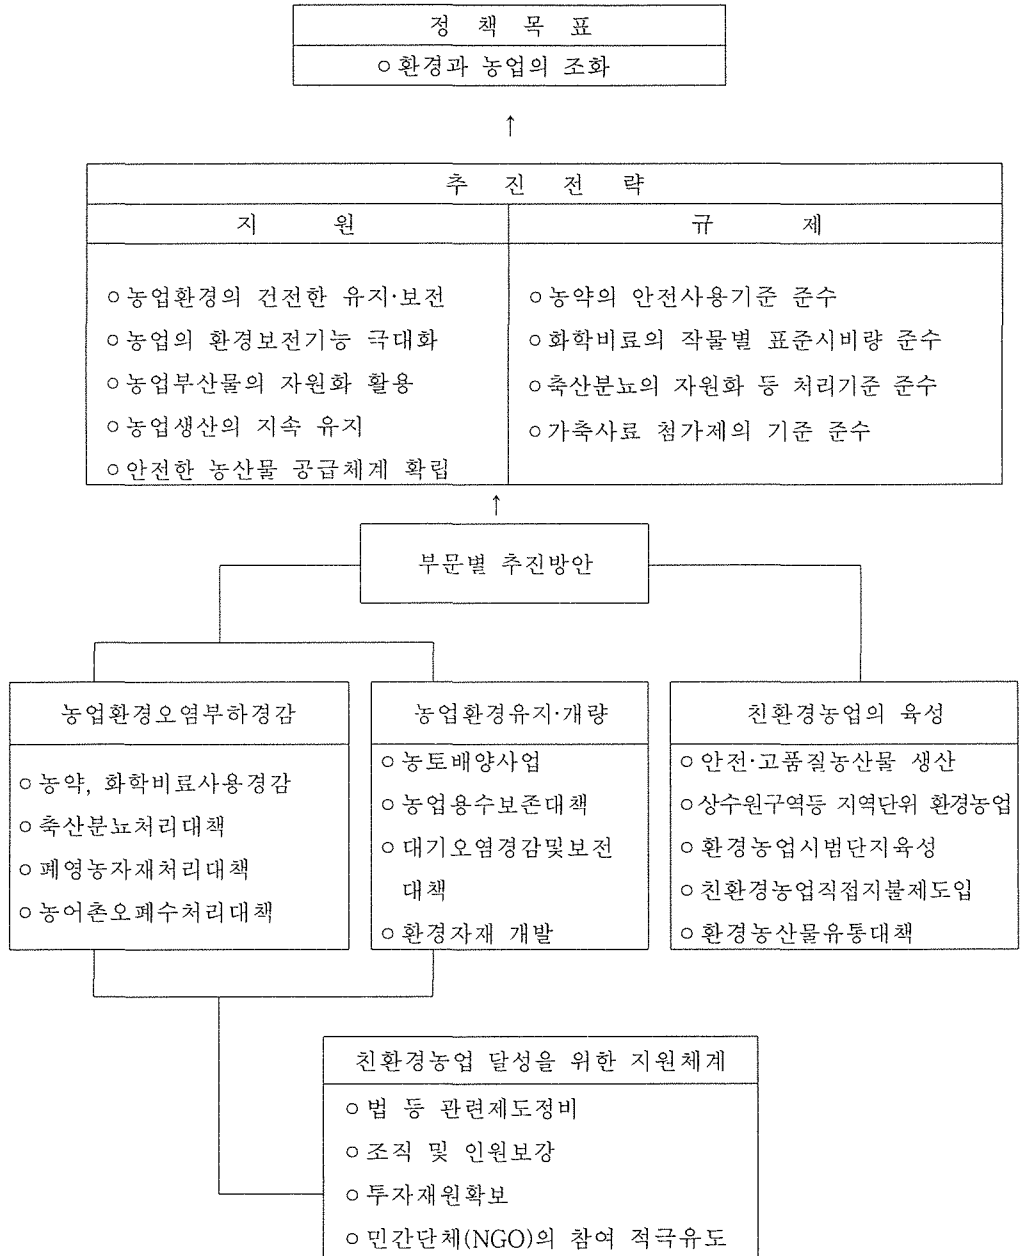 정 책 목 표
○ 환경과 농업의 조화
↑
추 진 전 략
지 원
규 제
○ 농업환경의 건전한 유지·보전
○ 농업의 환경보전기능 극대화
○ 농업부산물의 자원화 활용
○ 농업생산의 지속 유지
○ 안전한 농산물 공급체계 확립
○ 농약의 안전사용기준 준수
○ 화학비료의 작물별 표준시비량 준수
○ 축산분뇨의 자원화 등 처리기준 준수
○ 가축사료 첨가제의 기준 준수
↑
부문별 추진방안
농업환경오염부하경감
○ 농약, 화학비료사용경감
○ 축산분뇨처리대책
○ 폐영농자재처리대책
○ 농어촌오폐수처리대책
농업환경유지·개량
○ 농토배양사업
○ 농업용수보존대책
○ 대기오염경감및보전
대책
○ 환경자재 개발
친환경농업의 육성
○ 안전·고품질농산물 생산
○ 상수원구역등 지역단위 환경농업
○ 환경농업시범단지육성
○ 친환경농업직접지불제도입
○ 환경농산물유통대책
친환경농업 달성을 위한 지원체계
○ 법 등 관련제도정비
○ 조직 및 인원보강
○ 투자재원확보
○ 민간단체(NGO)의 참여 적극유도